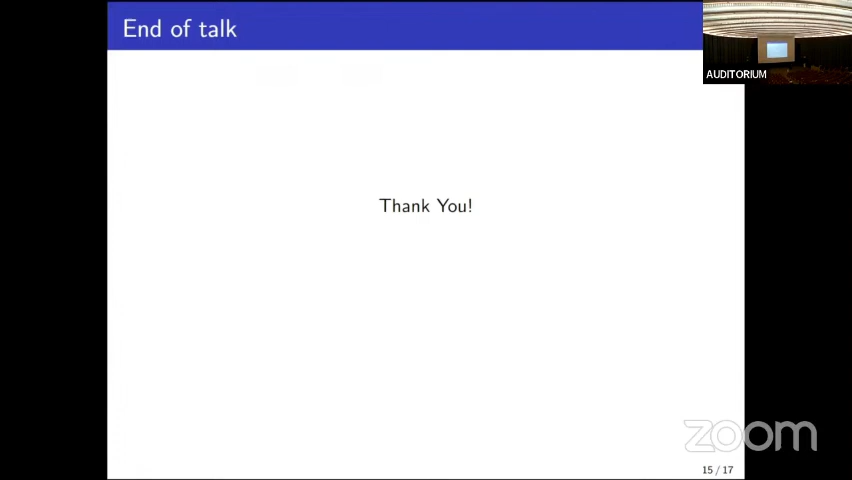 End of talk
AUDITORIUM
Thank You!
zoom
15 / 17